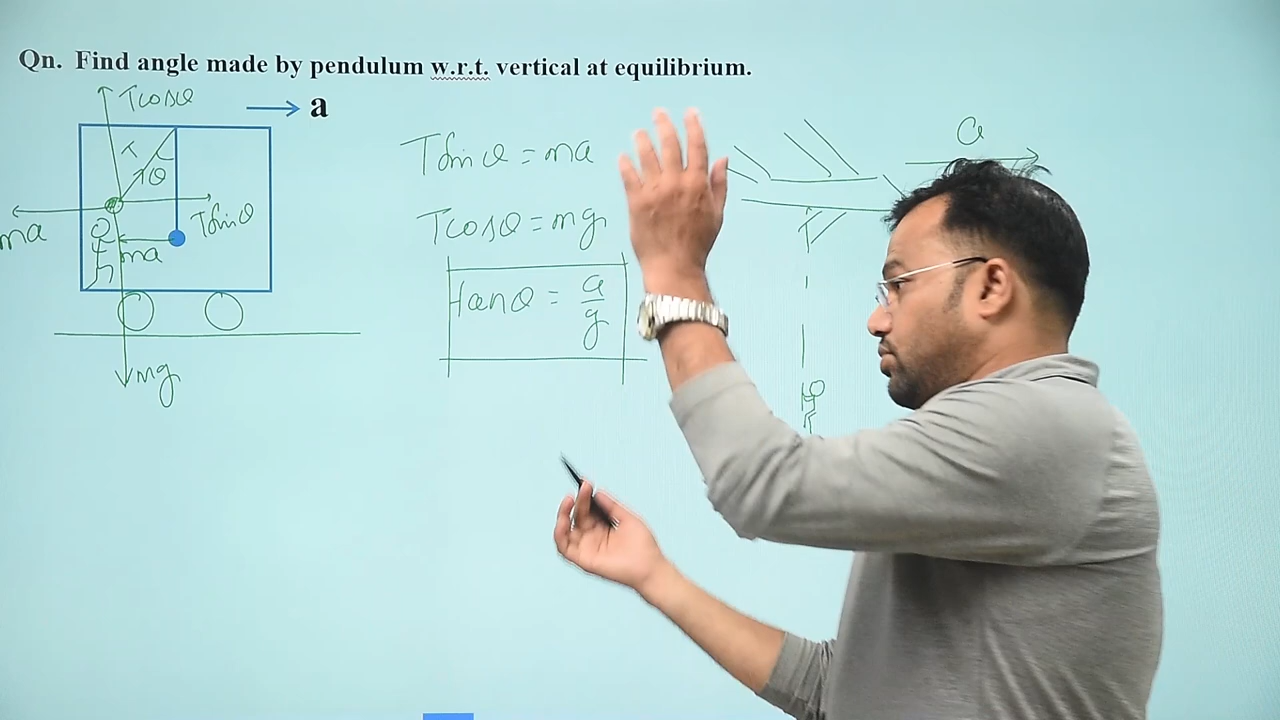 Qn. Find angle made by pendulum w.r.t. vertical at equilibrium.
Tcosθ
a
T
θ
Tsinθ
ma
ma
mg
Tsinθ = ma
Tcosθ = mg
tanθ = a/g
a